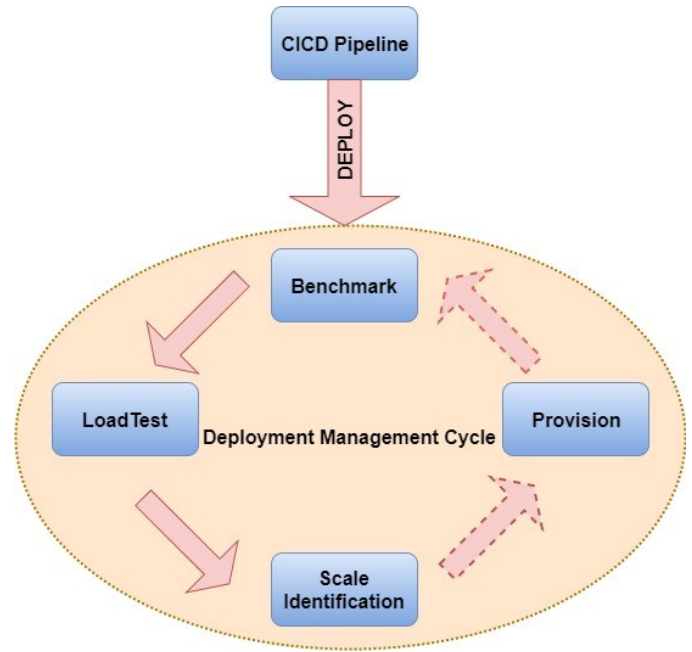 CICD Pipeline
DEPLOY
Benchmark
LoadTest
Deployment Management Cycle
Provision
Scale
Identification